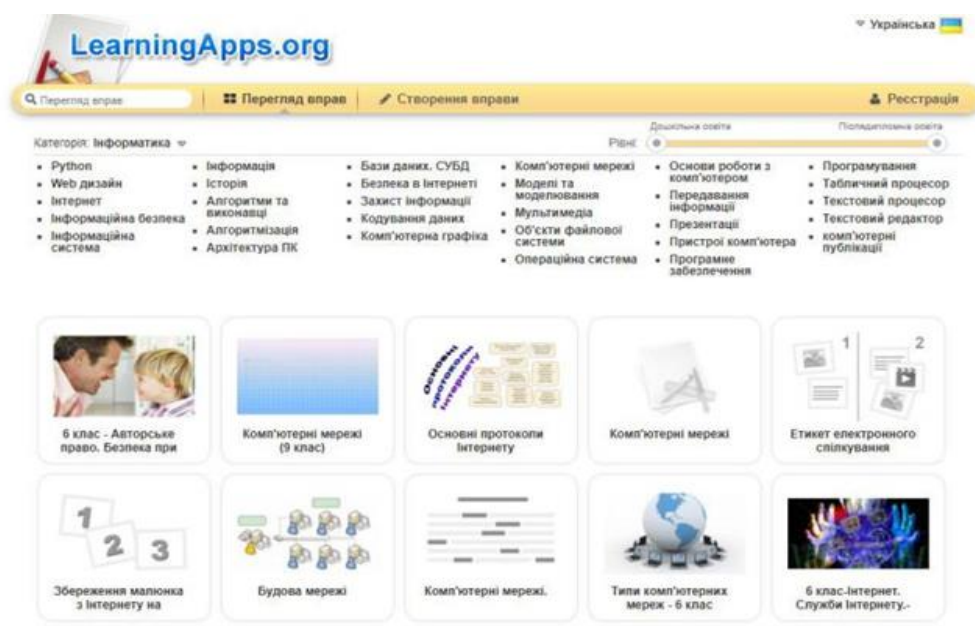 LearningApps.org
Українська
Перегляд вправ
Перегляд вправ
Створення вправи
Реєстрація
Категорія: Інформатика
Рівні:
Дошкільна освіта
Післядипломна освіта
Python
Web дизайн
Інтернет
Інформаційна безпека
Інформаційна
система
Інформація
Історія
Алгоритми та
виконавці
Алгоритмізація
Архітектура ПК
Бази даних. СУБД
Безпека в Інтернеті
Захист інформації
Кодування даних
Комп'ютерна графіка
Комп'ютерні мережі
Моделі та
моделювання
Мультимедіа
Об'єкти файлової
системи
Операційна система
Основи роботи з
комп'ютером
Передавання
інформації
Презентації
Пристрої комп'ютера
Програмне
забезпечення
Програмування
Табличний процесор
Текстовий процесор
Текстовий редактор
комп'ютерні
публікації
6 клас - Авторське
право. Безпека при
Комп'ютерні мережі
(9 клас)
Основні
протоколи
Інтернету
Основні протоколи
Інтернету
Комп'ютерні мережі
1 2
Етикет електронного
спілкування
1
2
3
Збереження малюнка
з Інтернету на
Будова мережі
Комп'ютерні мережі.
Типи комп'ютерних
мереж - 6 клас
6 клас-Інтернет.
Служби Інтернету.-